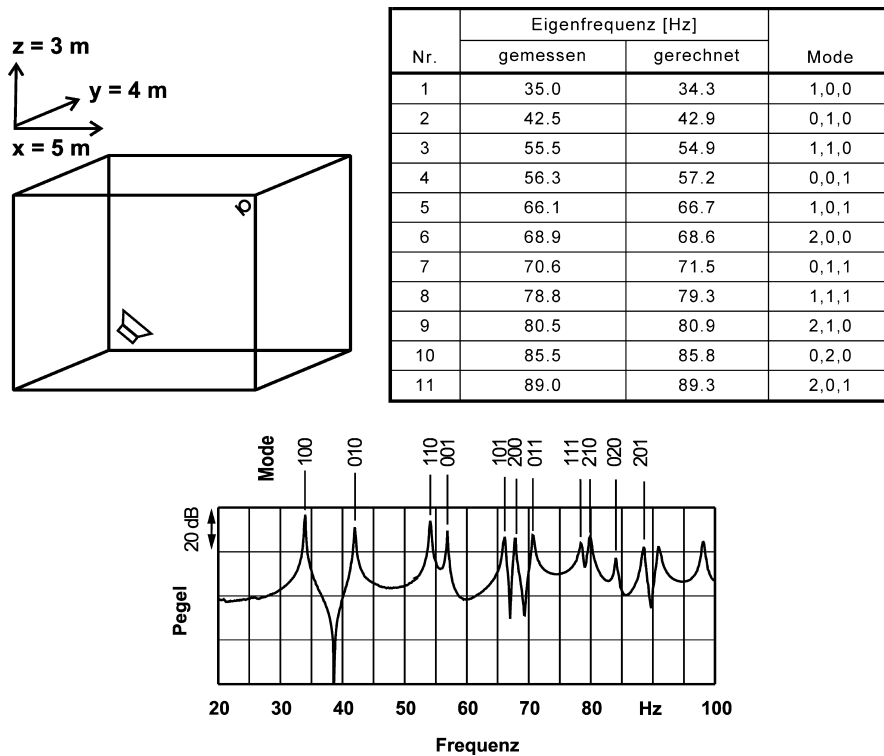 z = 3 m
y = 4 m
x = 5 m
Eigenfrequenz [Hz]
Nr. gemessen gerechnet Mode
1 35.0 34.3 1,0,0
2 42.5 42.9 0,1,0
3 55.5 54.9 1,1,0
4 56.3 57.2 0,0,1
5 66.1 66.7 1,0,1
6 68.9 68.6 2,0,0
7 70.6 71.5 0,1,1
8 78.8 79.3 1,1,1
9 80.5 80.9 2,1,0
10 85.5 85.8 0,2,0
11 89.0 89.3 2,0,1
Mode 100 010 110 001 101 200 011 111 210 020 201
20 dB
Pegel
20 30 40 50 60 70 80 Hz 100
Frequenz